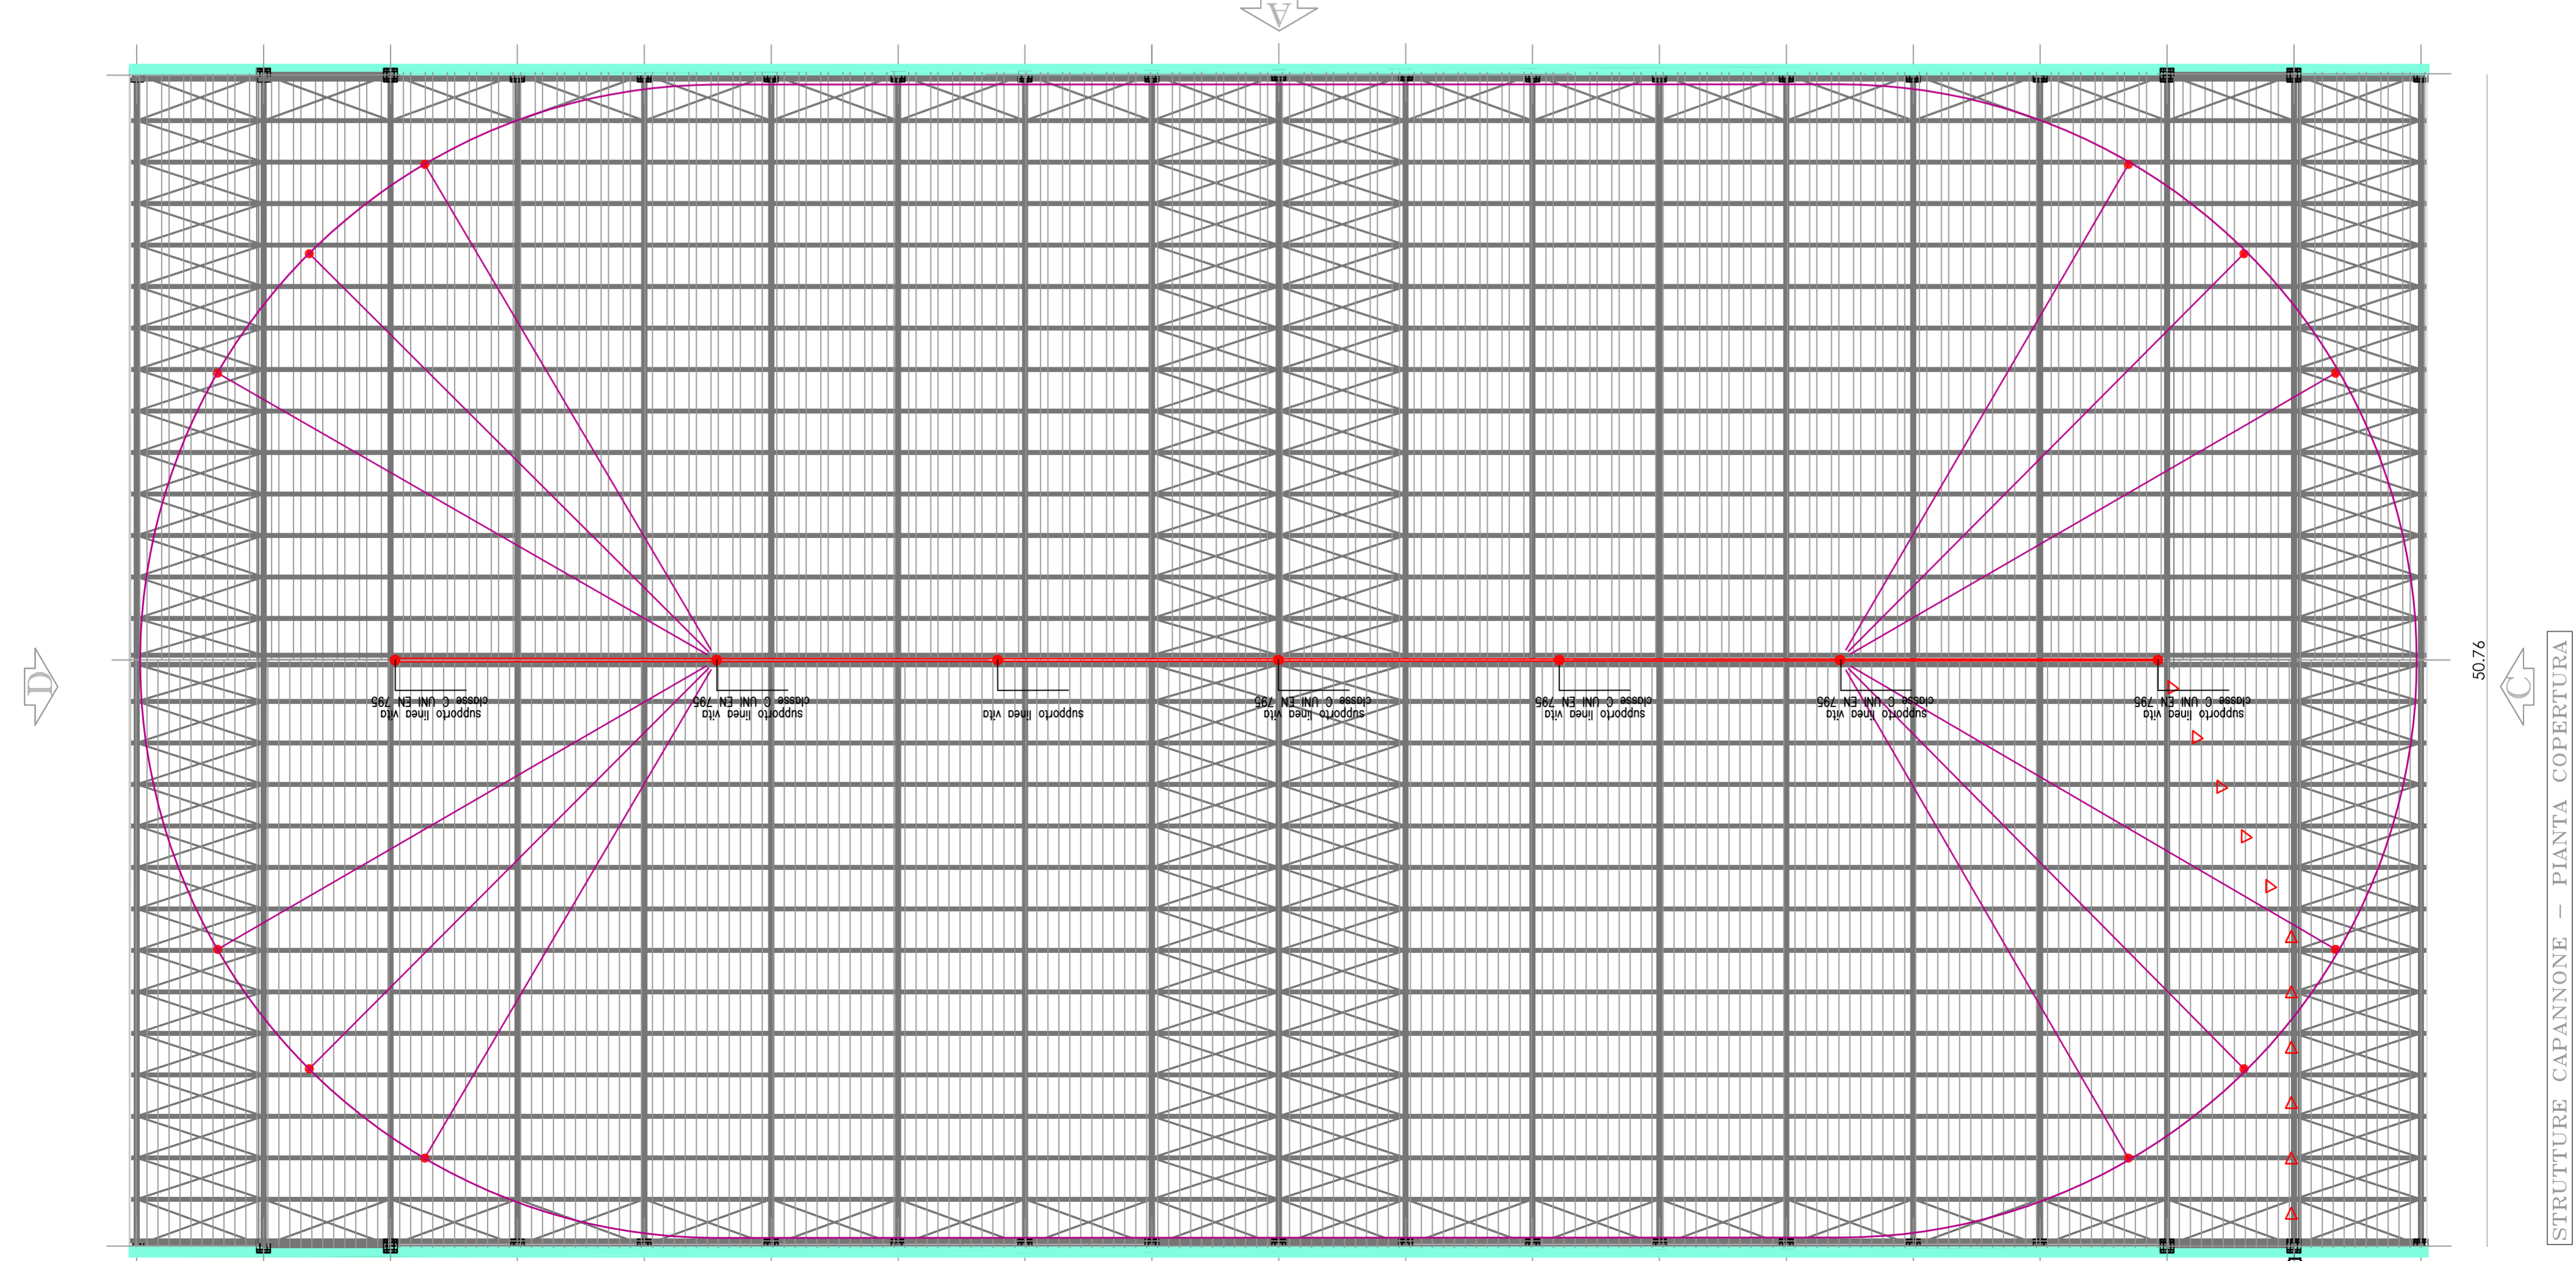 A
D
classe C UNI EN 795
supporto linea vita
classe C UNI EN 795
supporto linea vita
supporto linea vita
classe C UNI EN 795
supporto linea vita
classe C UNI EN 795
supporto linea vita
classe C UNI EN 795
supporto linea vita
classe C UNI EN 795
supporto linea vita
50.76
C
STRUTTURE CAPANNONE - PIANTA COPERTURA